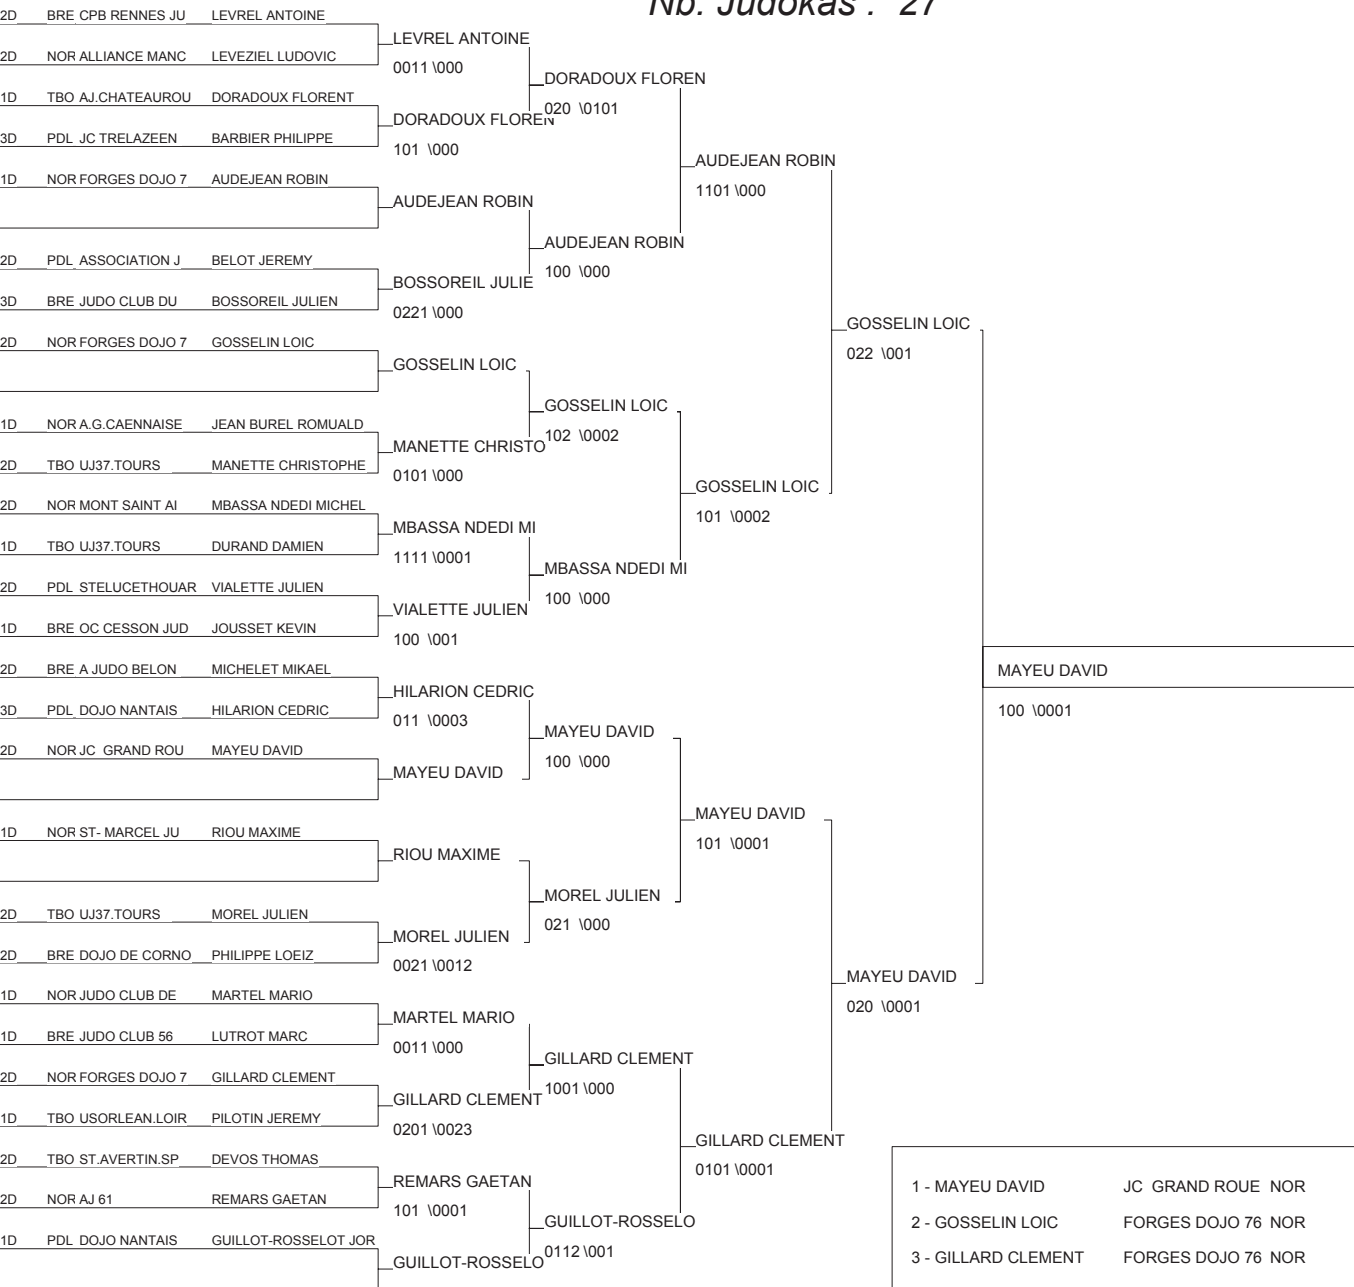 Nb. Judokas : 27
2D BRE CPB RENNES JU LEVREL ANTOINE
2D NOR ALLIANCE MANC LEVEZIEL LUDOVIC
1D TBO AJ.CHATEAUROU DORADOUX FLORENT
3D PDL JC TRELAZEEN BARBIER PHILIPPE
1D NOR FORGES DOJO 7 AUDEJEAN ROBIN
2D PDL ASSOCIATION J BELOT JEREMY
3D BRE JUDO CLUB DU BOSSOREIL JULIEN
2D NOR FORGES DOJO 7 GOSSELIN LOIC
1D NOR A.G.CAENNAISE JEAN BUREL ROMUALD
2D TBO UJ37.TOURS MANETTE CHRISTOPHE
2D NOR MONT SAINT AI MBASSA NDEDI MICHEL
1D TBO UJ37.TOURS DURAND DAMIEN
2D PDL STELUCETHOUAR VIALETTE JULIEN
1D BRE OC CESSON JUD JOUSSET KEVIN
2D BRE A JUDO BELON MICHELET MIKAEL
3D PDL DOJO NANTAIS HILARION CEDRIC
2D NOR JC GRAND ROU MAYEU DAVID
1D NOR ST- MARCEL JU RIOU MAXIME
2D TBO UJ37.TOURS MOREL JULIEN
2D BRE DOJO DE CORNO PHILIPPE LOEIZ
1D NOR JUDO CLUB DE MARTEL MARIO
1D BRE JUDO CLUB 56 LUTROT MARC
2D NOR FORGES DOJO 7 GILLARD CLEMENT
1D TBO USORLEAN.LOIR PILOTIN JEREMY
2D TBO ST.AVERTIN.SP DEVOS THOMAS
2D NOR AJ 61 REMARS GAETAN
1D PDL DOJO NANTAIS GUILLOT-ROSSELOT JOR
LEVREL ANTOINE
0011 \000
DORADOUX FLOREN
101 \000
AUDEJEAN ROBIN
BOSSOREIL JULIE
0221 \000
GOSSELIN LOIC
MANETTE CHRISTO
0101 \000
MBASSA NDEDI MI
1111 \0001
VIALETTE JULIEN
100 \001
HILARION CEDRIC
011 \0003
MAYEU DAVID
RIOU MAXIME
MOREL JULIEN
0021 \0012
MARTEL MARIO
0011 \000
GILLARD CLEMENT
0201 \0023
REMARS GAETAN
101 \0001
GUILLOT-ROSSELO
DORADOUX FLOREN
020 \0101
AUDEJEAN ROBIN
100 \000
GOSSELIN LOIC
102 \0002
MBASSA NDEDI MI
100 \000
MAYEU DAVID
100 \000
MOREL JULIEN
021 \000
GILLARD CLEMENT
1001 \000
GUILLOT-ROSSELO
0112 \001
AUDEJEAN ROBIN
1101 \000
GOSSELIN LOIC
101 \0002
MAYEU DAVID
101 \0001
GILLARD CLEMENT
0101 \0001
GOSSELIN LOIC
022 \001
MAYEU DAVID
020 \0001
MAYEU DAVID
100 \0001
1 - MAYEU DAVID JC GRAND ROUE NOR
2 - GOSSELIN LOIC FORGES DOJO 76 NOR
3 - GILLARD CLEMENT FORGES DOJO 76 NOR